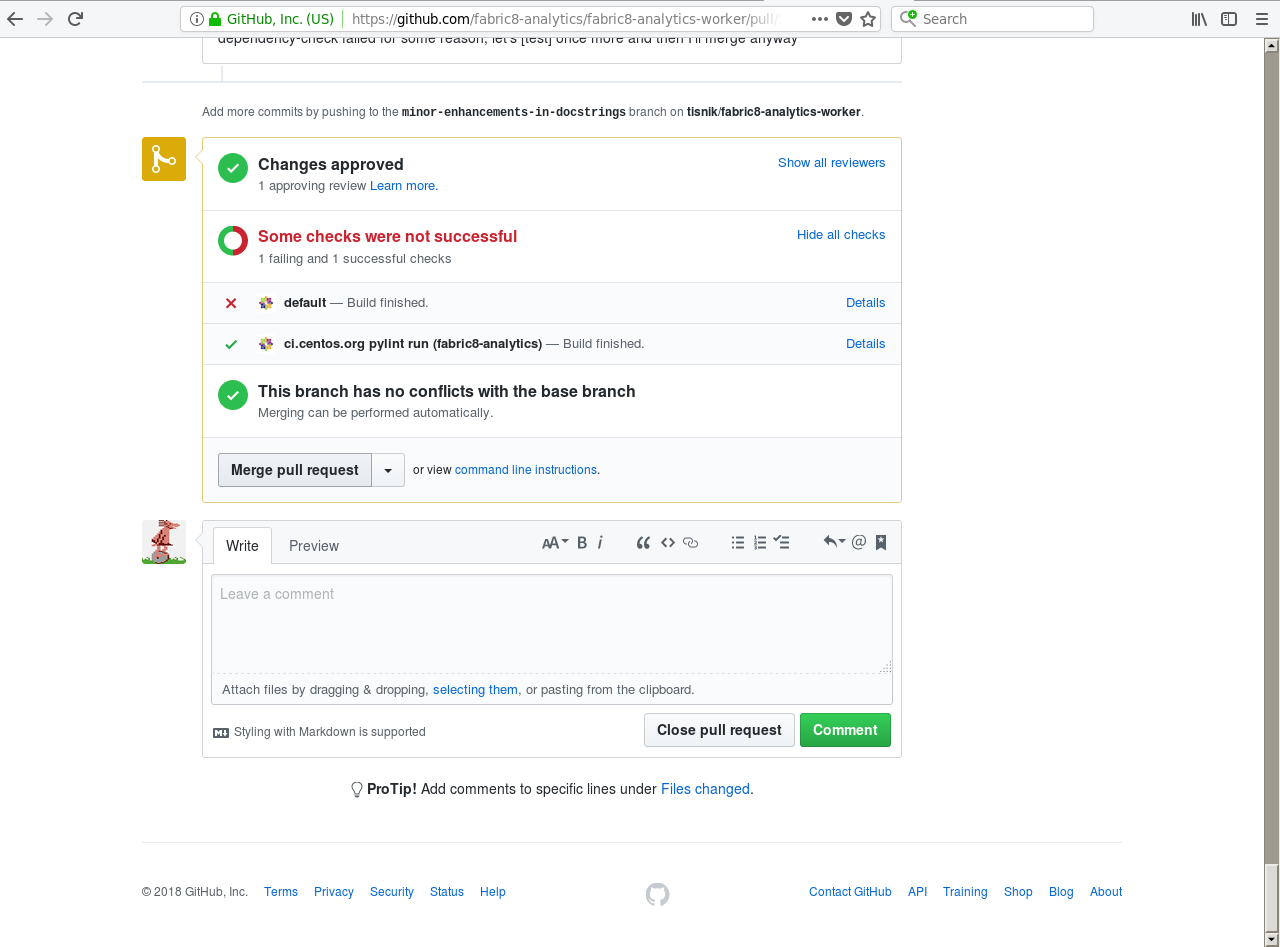 GitHub, Inc. (US) https://github.com/fabric8-analytics/fabric8-analytics-worker/pull/ Search
dependency-check failed for some reason, let's [test] once more and then I'll merge anyway
Add more commits by pushing to the minor-enhancements-in-docstrings branch on tisnik/fabric8-analytics-worker.
Changes approved Show all reviewers
1 approving review Learn more.
Some checks were not successful Hide all checks
1 failing and 1 successful checks
default — Build finished. Details
ci.centos.org pylint run (fabric8-analytics) — Build finished. Details
This branch has no conflicts with the base branch
Merging can be performed automatically.
Merge pull request or view command line instructions.
Write Preview AA B i @
Leave a comment
Attach files by dragging & dropping, selecting them, or pasting from the clipboard.
Styling with Markdown is supported Close pull request Comment
ProTip! Add comments to specific lines under Files changed.
© 2018 GitHub, Inc. Terms Privacy Security Status Help Contact GitHub API Training Shop Blog About